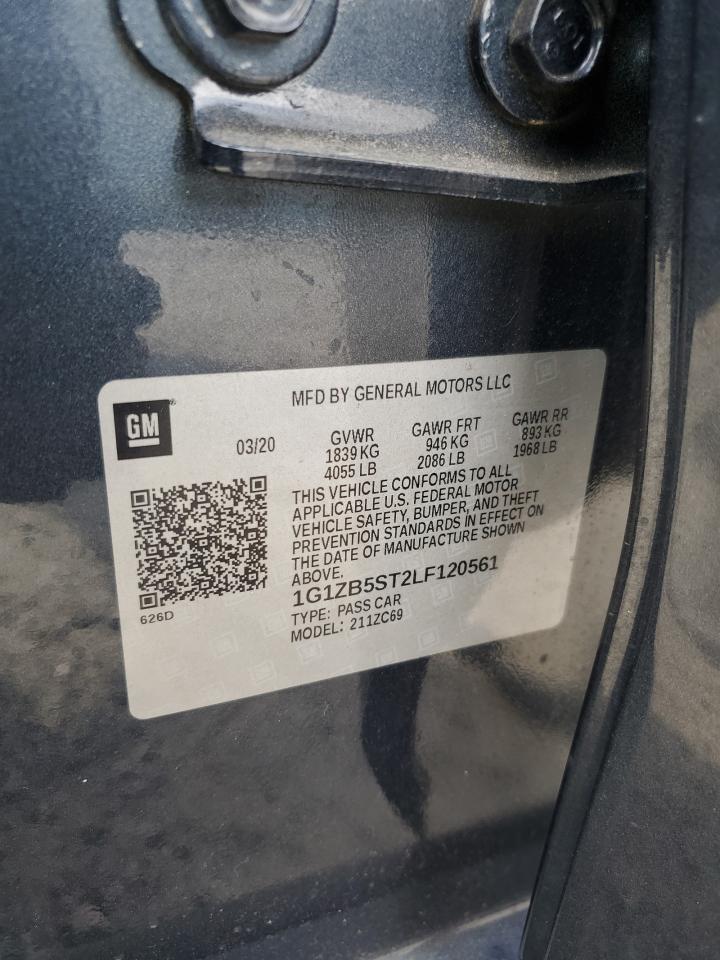 MFD BY GENERAL MOTORS LLC
GM
03/20
GVWR
1839 KG
4055 LB
GAWR FRT
946 KG
2086 LB
GAWR RR
893 KG
1968 LB
THIS VEHICLE CONFORMS TO ALL
APPLICABLE U.S. FEDERAL MOTOR
VEHICLE SAFETY, BUMPER, AND THEFT
PREVENTION STANDARDS IN EFFECT ON
THE DATE OF MANUFACTURE SHOWN
ABOVE.
1G1ZB5ST2LF120561
TYPE: PASS CAR
MODEL: 211ZC69
626D